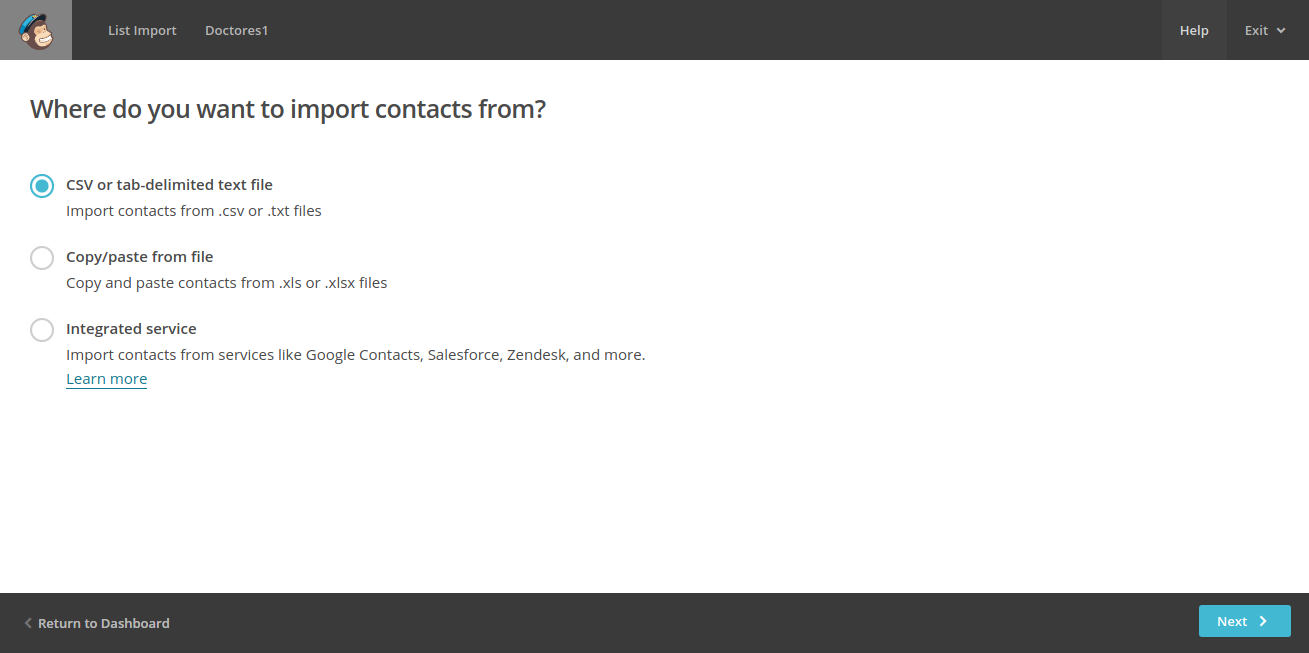 List Import Doctores1 Help Exit
Where do you want to import contacts from?
CSV or tab-delimited text file
Import contacts from .csv or .txt files
Copy/paste from file
Copy and paste contacts from .xls or .xlsx files
Integrated service
Import contacts from services like Google Contacts, Salesforce, Zendesk, and more.
Learn more
Return to Dashboard Next